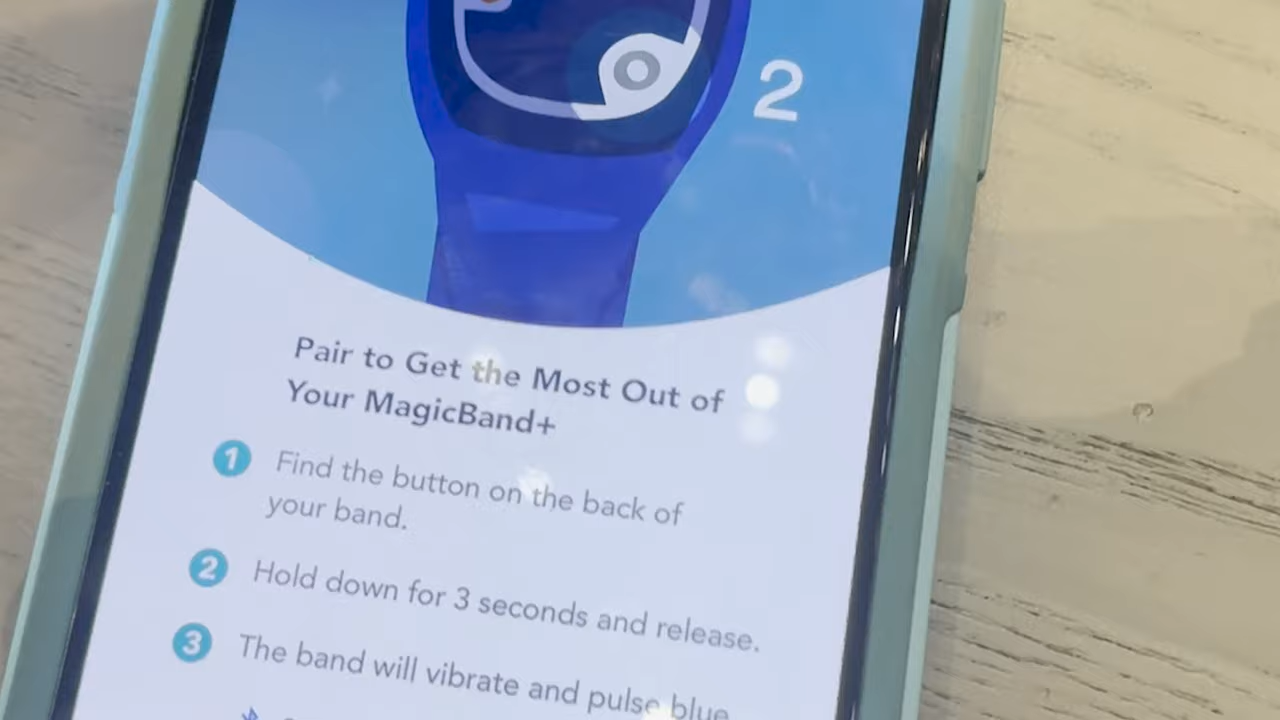 2
Pair to Get the Most Out of
Your MagicBand+
1 Find the button on the back of
your band.
2 Hold down for 3 seconds and release.
3 The band will vibrate and pulse blue